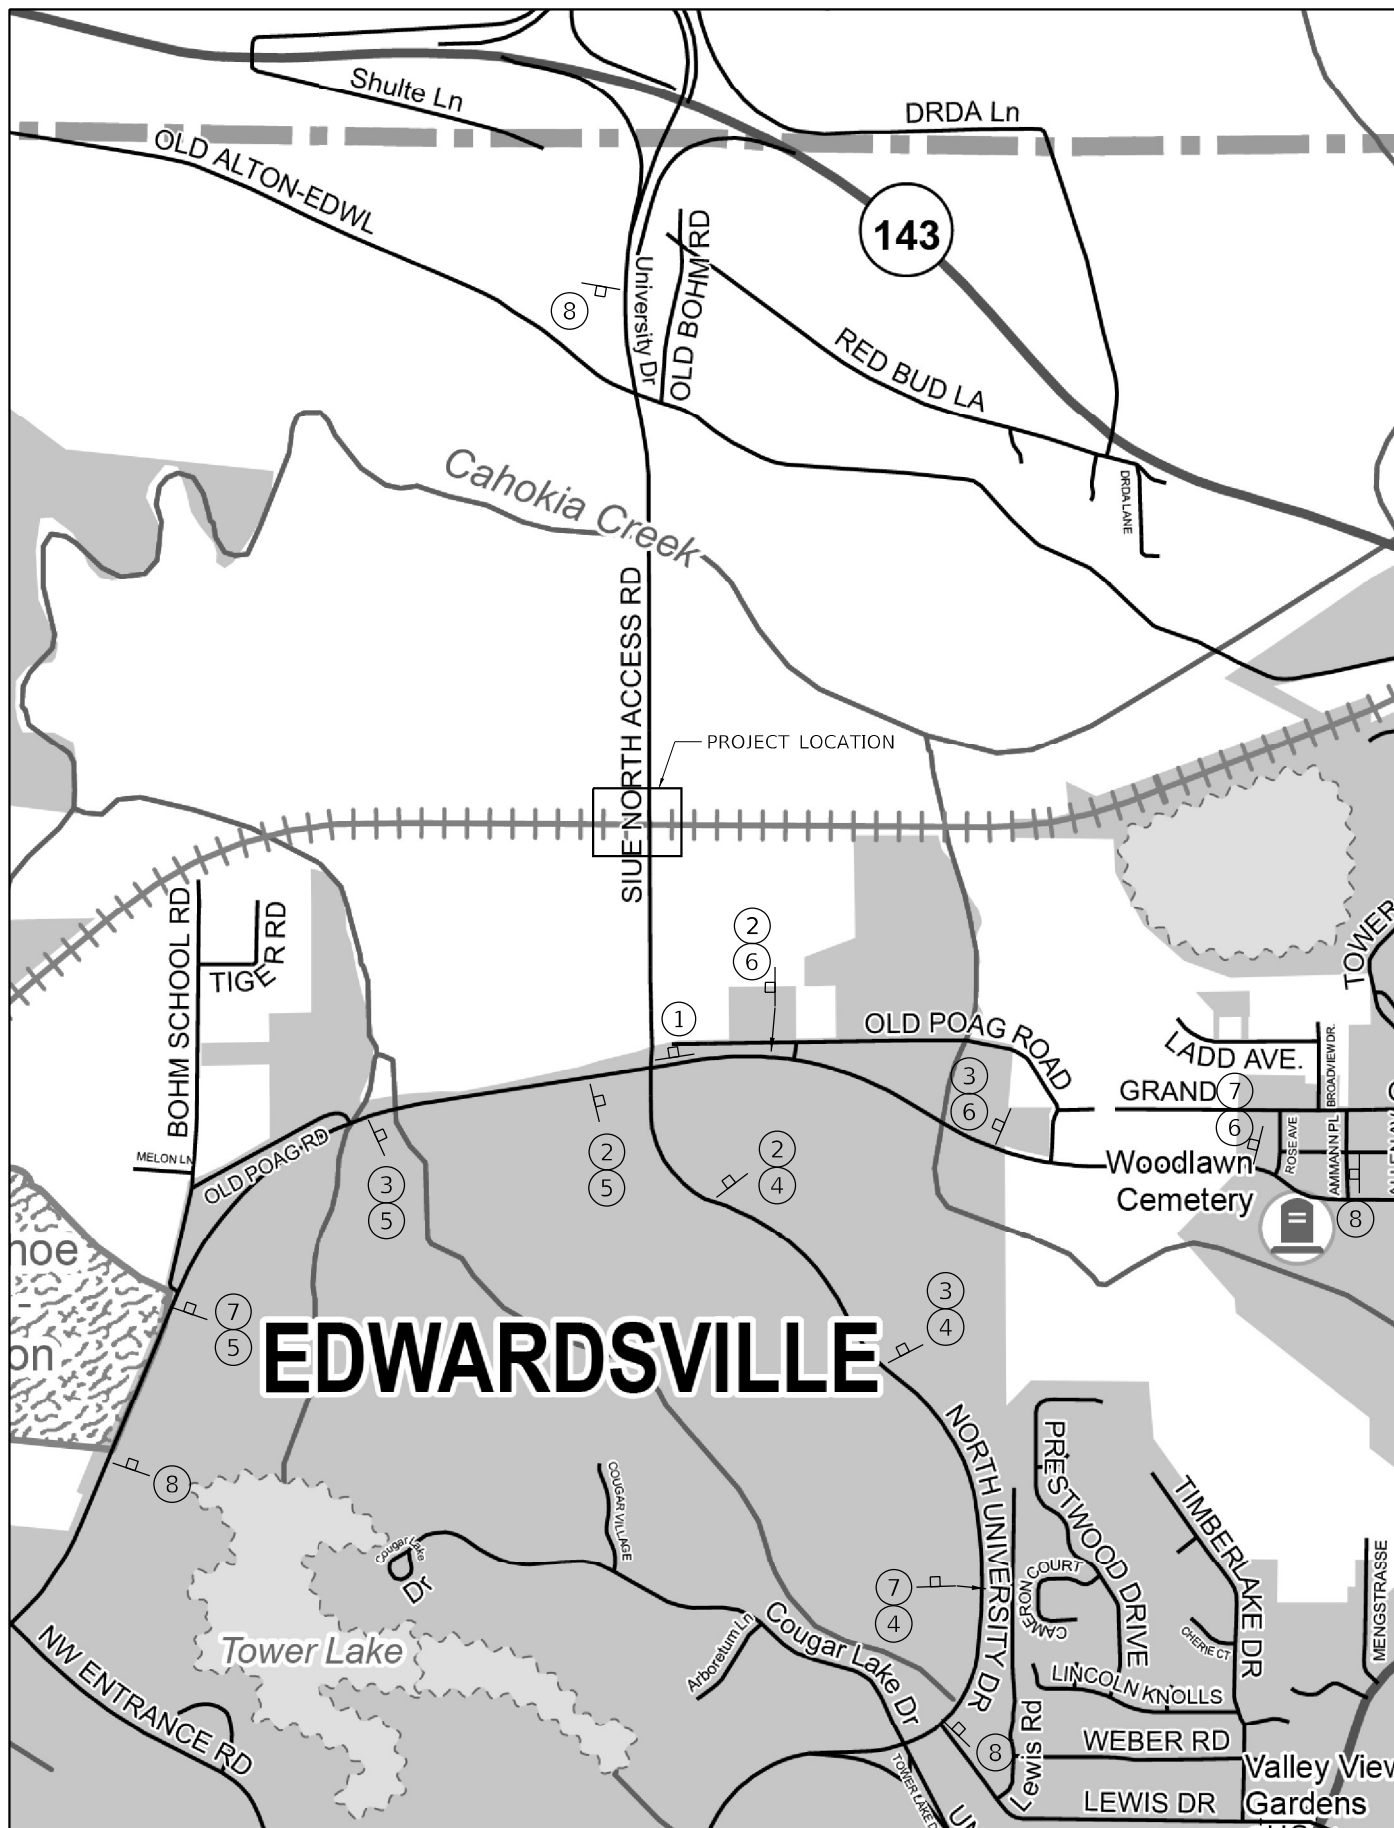 Shulte Ln
DRDA Ln
OLD ALTON-EDWL
143
University Dr
OLD BOHM RD
8
RED BUD LA
DRDA LANE
Cahokia Creek
SIUE NORTH ACCESS RD
PROJECT LOCATION
BOHM SCHOOL RD
TIGER RD
2
6
1
OLD POAG ROAD
TOWER
LADD AVE.
BROADVIEW DR.
GRAND
7
6
3
6
ROSE AVE
AMMANN PL
MELON LN
OLD POAG RD
3
5
2
5
2
4
Woodlawn
Cemetery
8
7
5
3
4
EDWARDSVILLE
8
NORTH UNIVERSITY DR
PRESTWOOD DRIVE
TIMBERLAKE DR
COUGAR VILLAGE
Cougar Lake
Dr
CAMERON COURT
CHERIE CT
MENGSTRASSE
7
4
Tower Lake
NW ENTRANCE RD
Arboretum Ln
Cougar Lake Dr
LINCOLN KNOLLS
Lewis Rd
WEBER RD
8
TOWER LAKE D
Valley View
Gardens
LEWIS DR